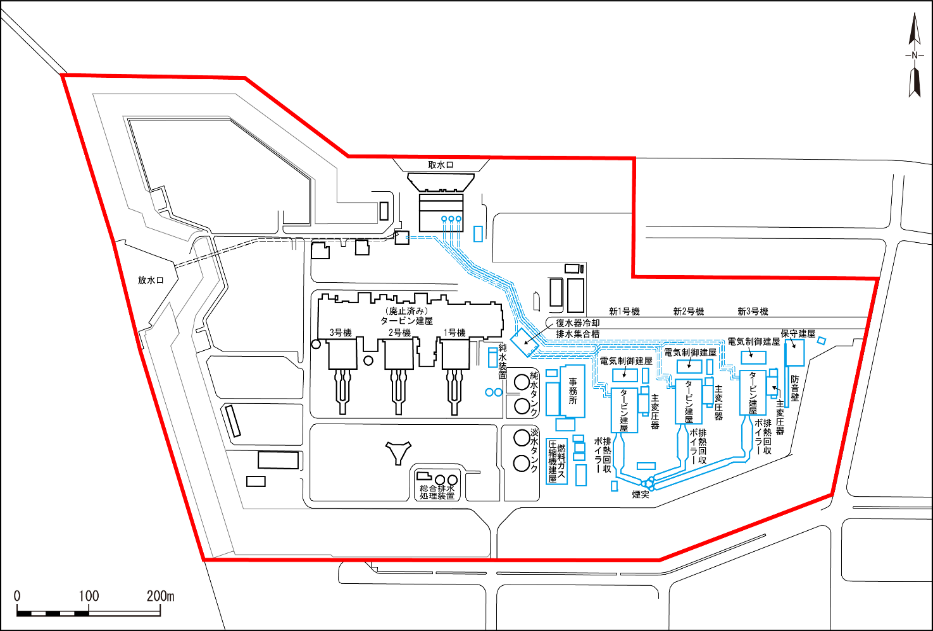 N
取水口
放水口
(廃止済み)
タービン建屋
3号機
2号機
1号機
復水器冷却
排水集合槽
新1号機
新2号機
新3号機
保守建屋
電気制御建屋
電気制御建屋
電気制御建屋
純水装置
純水タンク
事務所
タービン建屋
主変圧器
タービン建屋
主変圧器
タービン建屋
主変圧器
防音壁
淡水タンク
燃料ガス
圧縮機建屋
排熱回収
ボイラー
排熱回収
ボイラー
排熱回収
ボイラー
総合排水
処理装置
煙突
0 100 200m